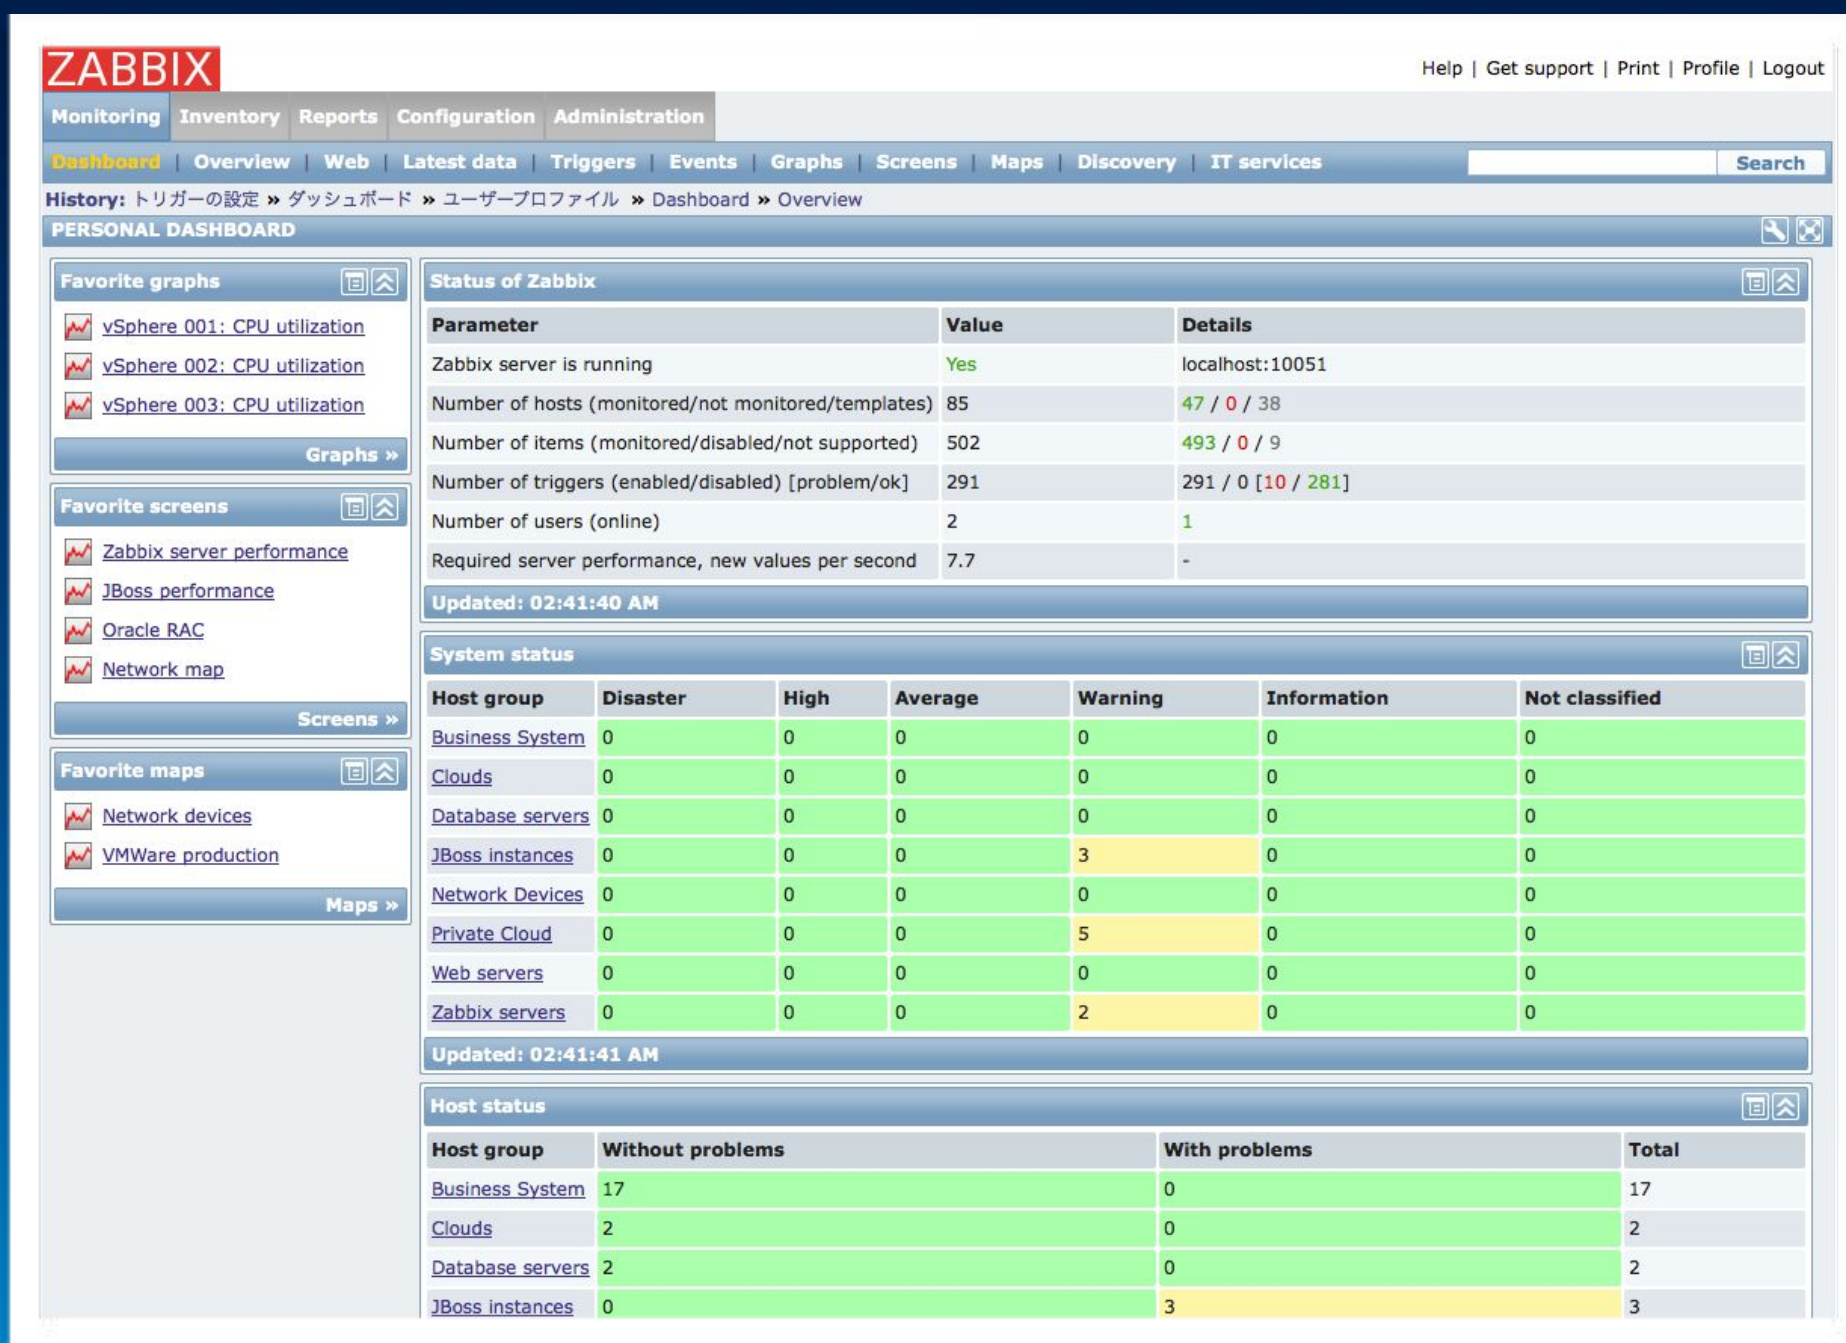 ZABBIX
Help | Get support | Print | Profile | Logout
Monitoring Inventory Reports Configuration Administration
Dashboard | Overview | Web | Latest data | Triggers | Events | Graphs | Screens | Maps | Discovery | IT services Search
History: トリガーの設定 » ダッシュボード » ユーザープロファイル » Dashboard » Overview
PERSONAL DASHBOARD
Favorite graphs
vSphere 001: CPU utilization
vSphere 002: CPU utilization
vSphere 003: CPU utilization
Graphs »
Favorite screens
Zabbix server performance
JBoss performance
Oracle RAC
Network map
Screens »
Favorite maps
Network devices
VMWare production
Maps »
Status of Zabbix
Parameter Value Details
Zabbix server is running Yes localhost:10051
Number of hosts (monitored/not monitored/templates) 85 47 / 0 / 38
Number of items (monitored/disabled/not supported) 502 493 / 0 / 9
Number of triggers (enabled/disabled) [problem/ok] 291 291 / 0 [10 / 281]
Number of users (online) 2 1
Required server performance, new values per second 7.7 -
Updated: 02:41:40 AM
System status
Host group Disaster High Average Warning Information Not classified
Business System 0 0 0 0 0 0
Clouds 0 0 0 0 0 0
Database servers 0 0 0 0 0 0
JBoss instances 0 0 0 3 0 0
Network Devices 0 0 0 0 0 0
Private Cloud 0 0 0 5 0 0
Web servers 0 0 0 0 0 0
Zabbix servers 0 0 0 2 0 0
Updated: 02:41:41 AM
Host status
Host group Without problems With problems Total
Business System 17 0 17
Clouds 2 0 2
Database servers 2 0 2
JBoss instances 0 3 3